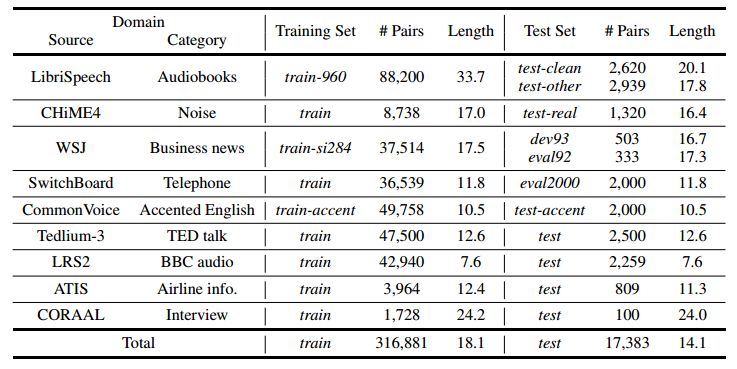 Domain
Source Category Training Set # Pairs Length Test Set # Pairs Length
LibriSpeech Audiobooks train-960 88,200 33.7 test-clean 2,620 20.1
test-other 2,939 17.8
CHiME4 Noise train 8,738 17.0 test-real 1,320 16.4
WSJ Business news train-si284 37,514 17.5 dev93 503 16.7
eval92 333 17.3
SwitchBoard Telephone train 36,539 11.8 eval2000 2,000 11.8
CommonVoice Accented English train-accent 49,758 10.5 test-accent 2,000 10.5
Tedlium-3 TED talk train 47,500 12.6 test 2,500 12.6
LRS2 BBC audio train 42,940 7.6 test 2,259 7.6
ATIS Airline info. train 3,964 12.4 test 809 11.3
CORAAL Interview train 1,728 24.2 test 100 24.0
Total train 316,881 18.1 test 17,383 14.1